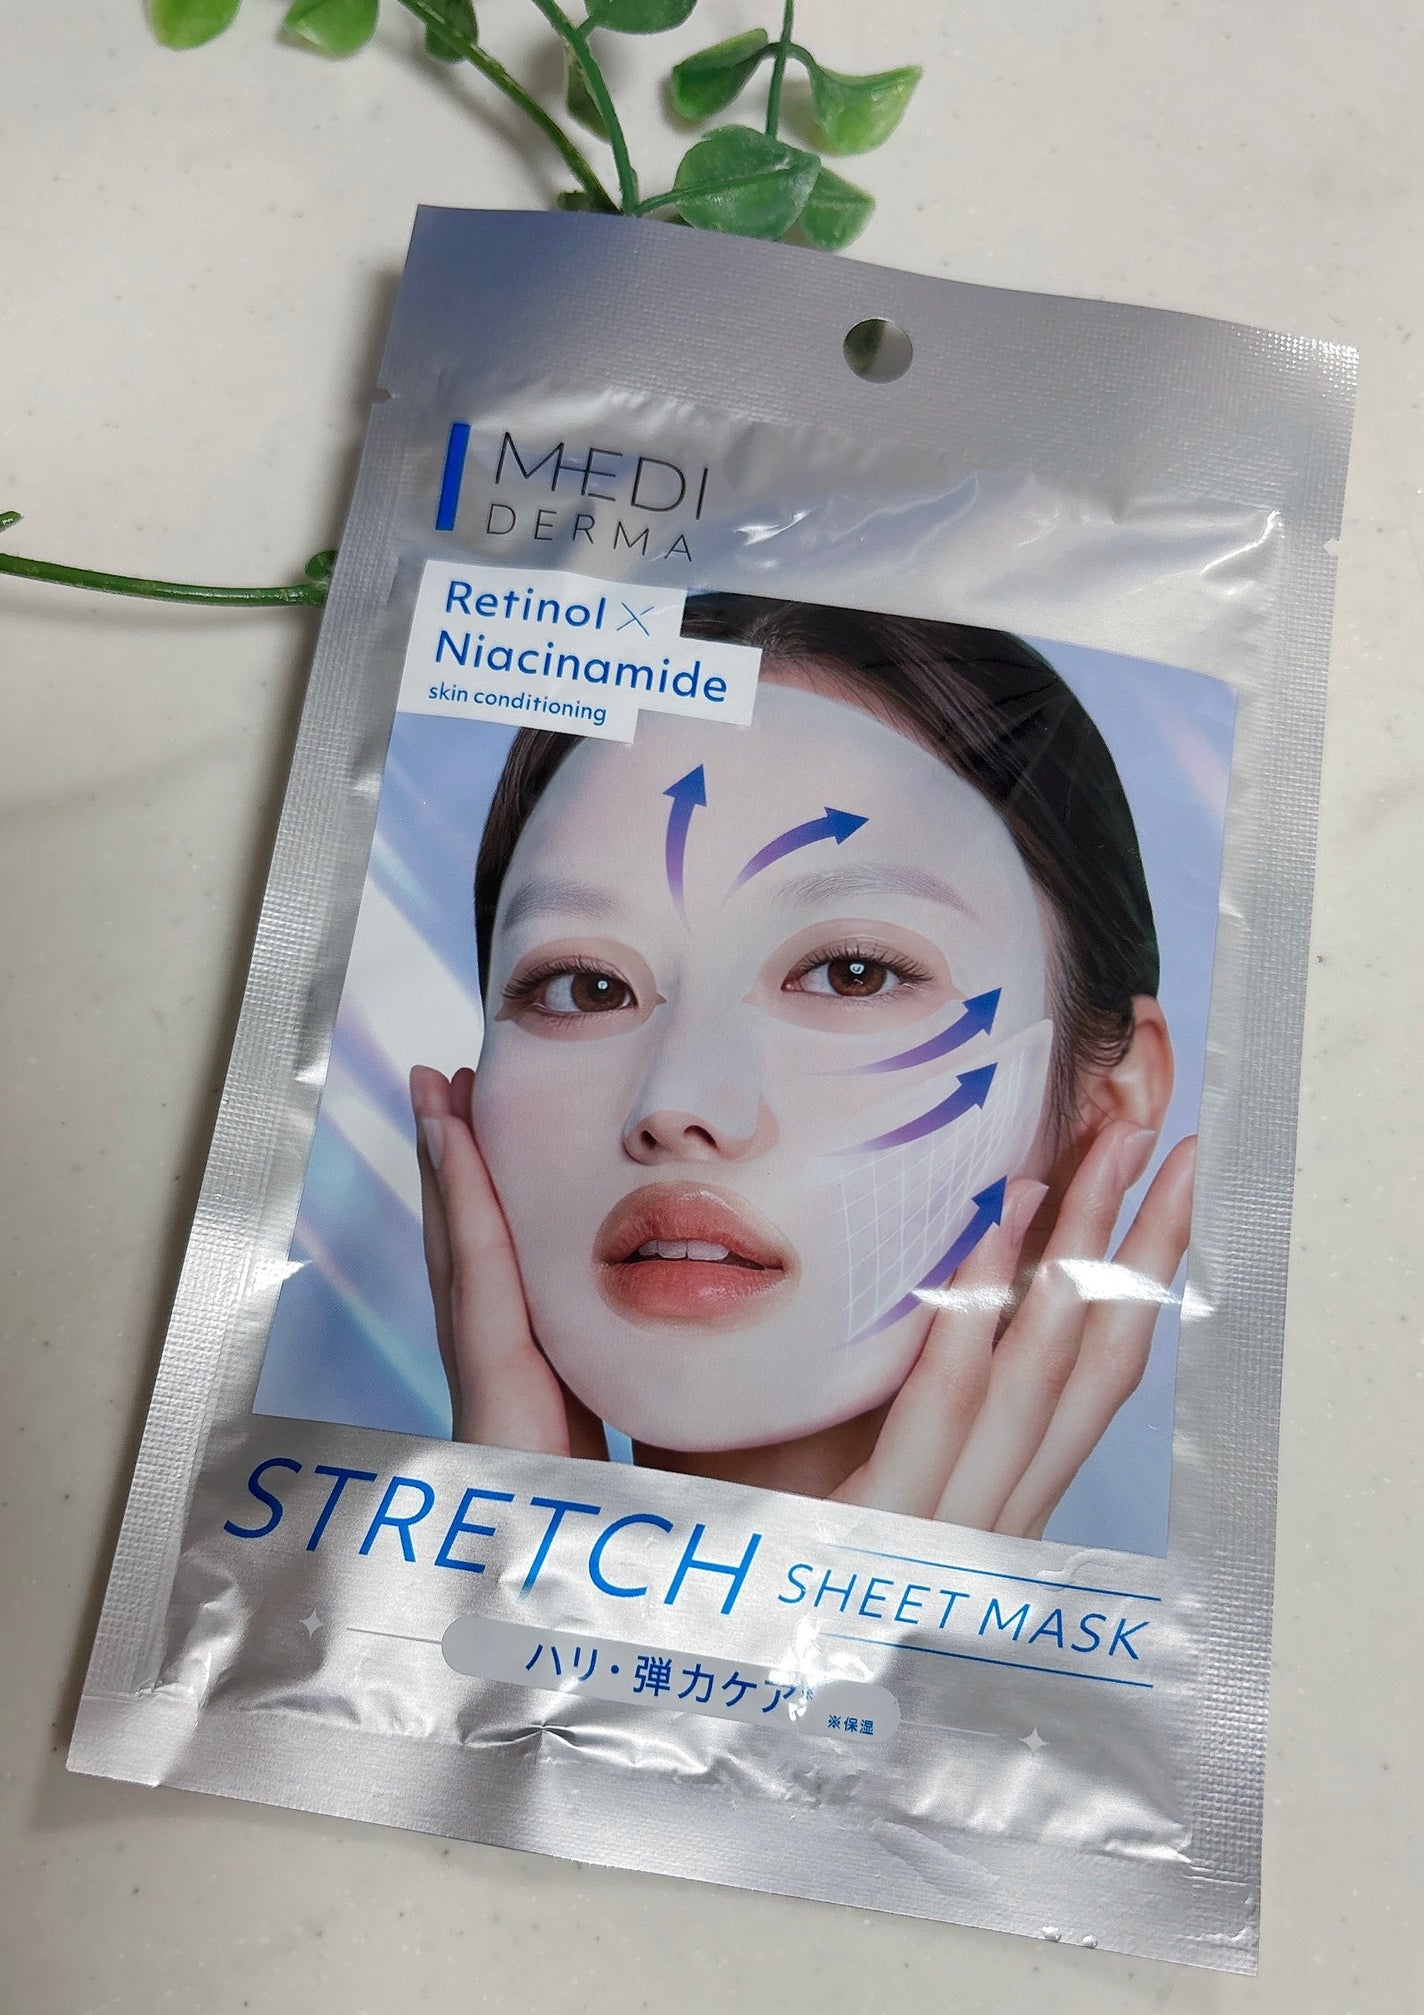 MEDI
DERMA
Retinol ×
Niacinamide
skin conditioning
STRETCH SHEET MASK
ハリ・弾力ケア※
※保湿